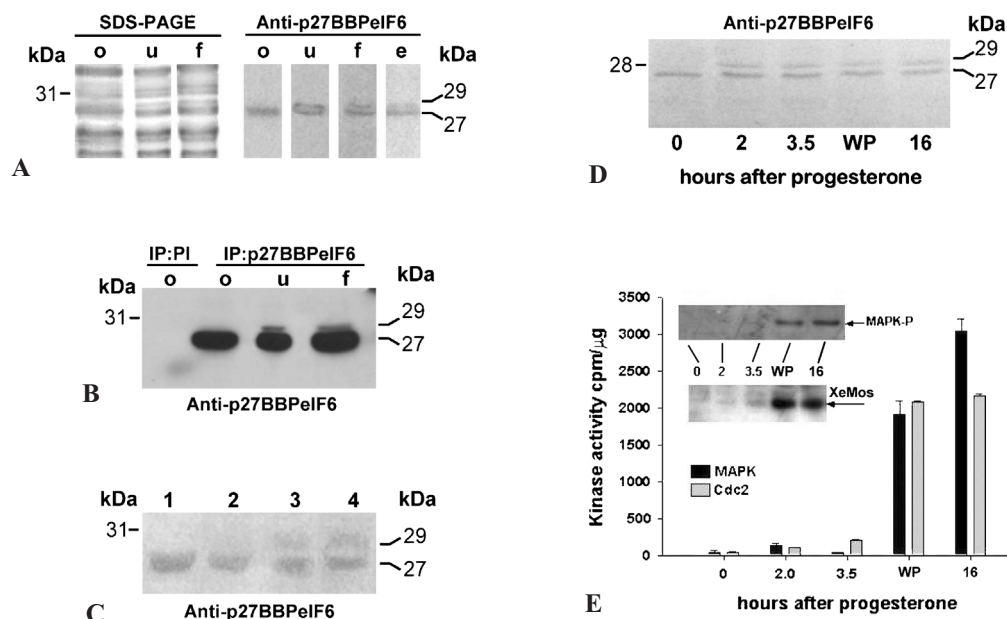 SDS-PAGE Anti-p27BBPeIF6
kDa o u f o u f e kDa
31 29
27
A
IP:PI IP:p27BBPeIF6
kDa o o u f kDa
31 29
27
B
Anti-p27BBPeIF6
kDa 1 2 3 4 kDa
31 29
27
C
Anti-p27BBPeIF6
Anti-p27BBPeIF6 kDa
28 29
27
0 2 3.5 WP 16
D
hours after progesterone
Kinase activity cpm/µg
3500
3000
2500
2000
1500
1000
500
0
MAPK-P
0 2 3.5 WP 16
XeMos
MAPK
Cdc2
0 2.0 3.5 WP 16
E
hours after progesterone